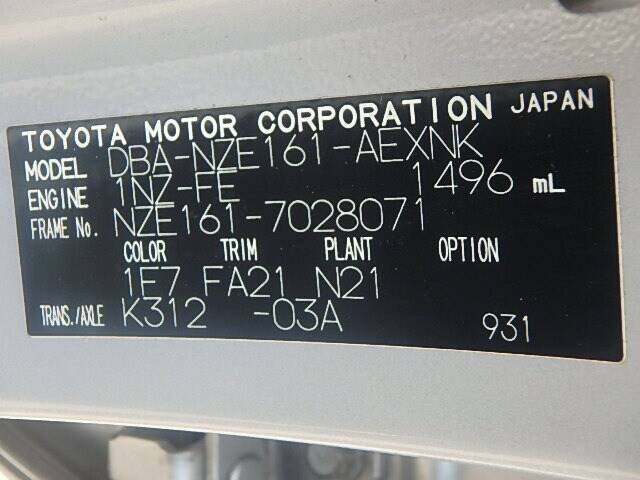 TOYOTA MOTOR CORPORATION JAPAN
MODEL DBA-NZE161-AEXNK
ENGINE 1NZ-FE 1496 mL
FRAME No. NZE161-7028071
COLOR TRIM PLANT OPTION
1F7 FA21 N21
TRANS./AXLE K312 -03A 931